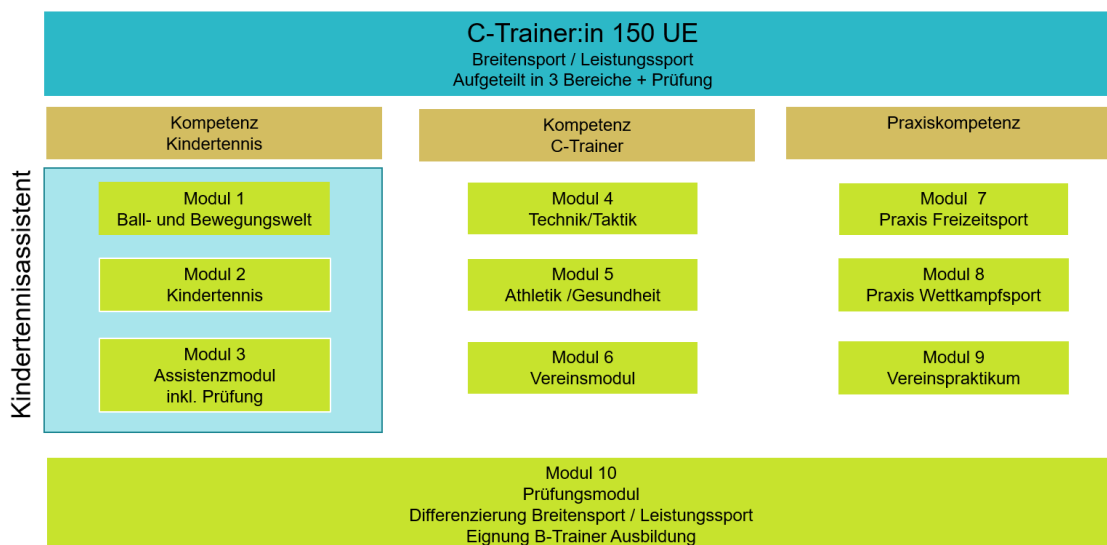 C-Trainer:in 150 UE
Breitensport / Leistungssport
Aufgeteilt in 3 Bereiche + Prüfung
Kompetenz
Kindertennis
Kompetenz
C-Trainer
Praxiskompetenz
Kindertennisassistent
Modul 1
Ball- und Bewegungswelt
Modul 2
Kindertennis
Modul 3
Assistenzmodul
inkl. Prüfung
Modul 4
Technik/Taktik
Modul 5
Athletik /Gesundheit
Modul 6
Vereinsmodul
Modul 7
Praxis Freizeitsport
Modul 8
Praxis Wettkampfsport
Modul 9
Vereinspraktikum
Modul 10
Prüfungsmodul
Differenzierung Breitensport / Leistungssport
Eignung B-Trainer Ausbildung